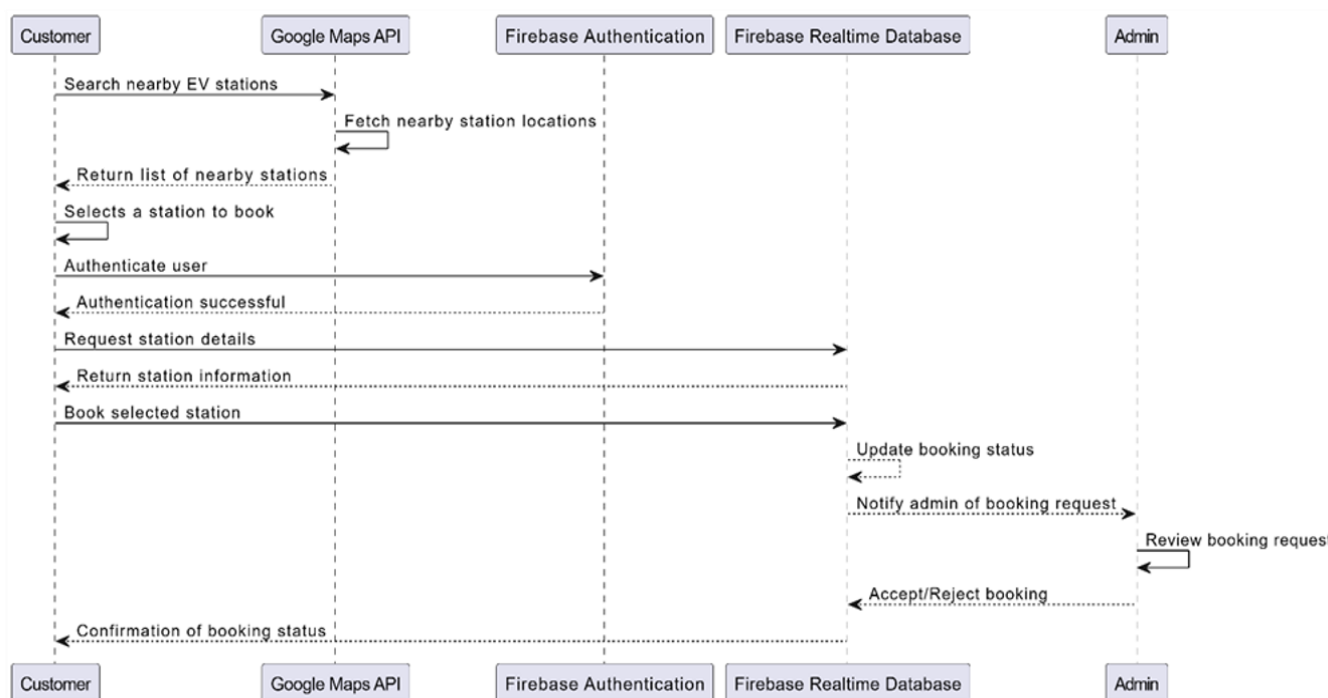 Customer
Google Maps API
Firebase Authentication
Firebase Realtime Database
Admin
Search nearby EV stations
Fetch nearby station locations
Return list of nearby stations
Selects a station to book
Authenticate user
Authentication successful
Request station details
Return station information
Book selected station
Update booking status
Notify admin of booking request
Review booking request
Accept/Reject booking
Confirmation of booking status
Customer
Google Maps API
Firebase Authentication
Firebase Realtime Database
Admin